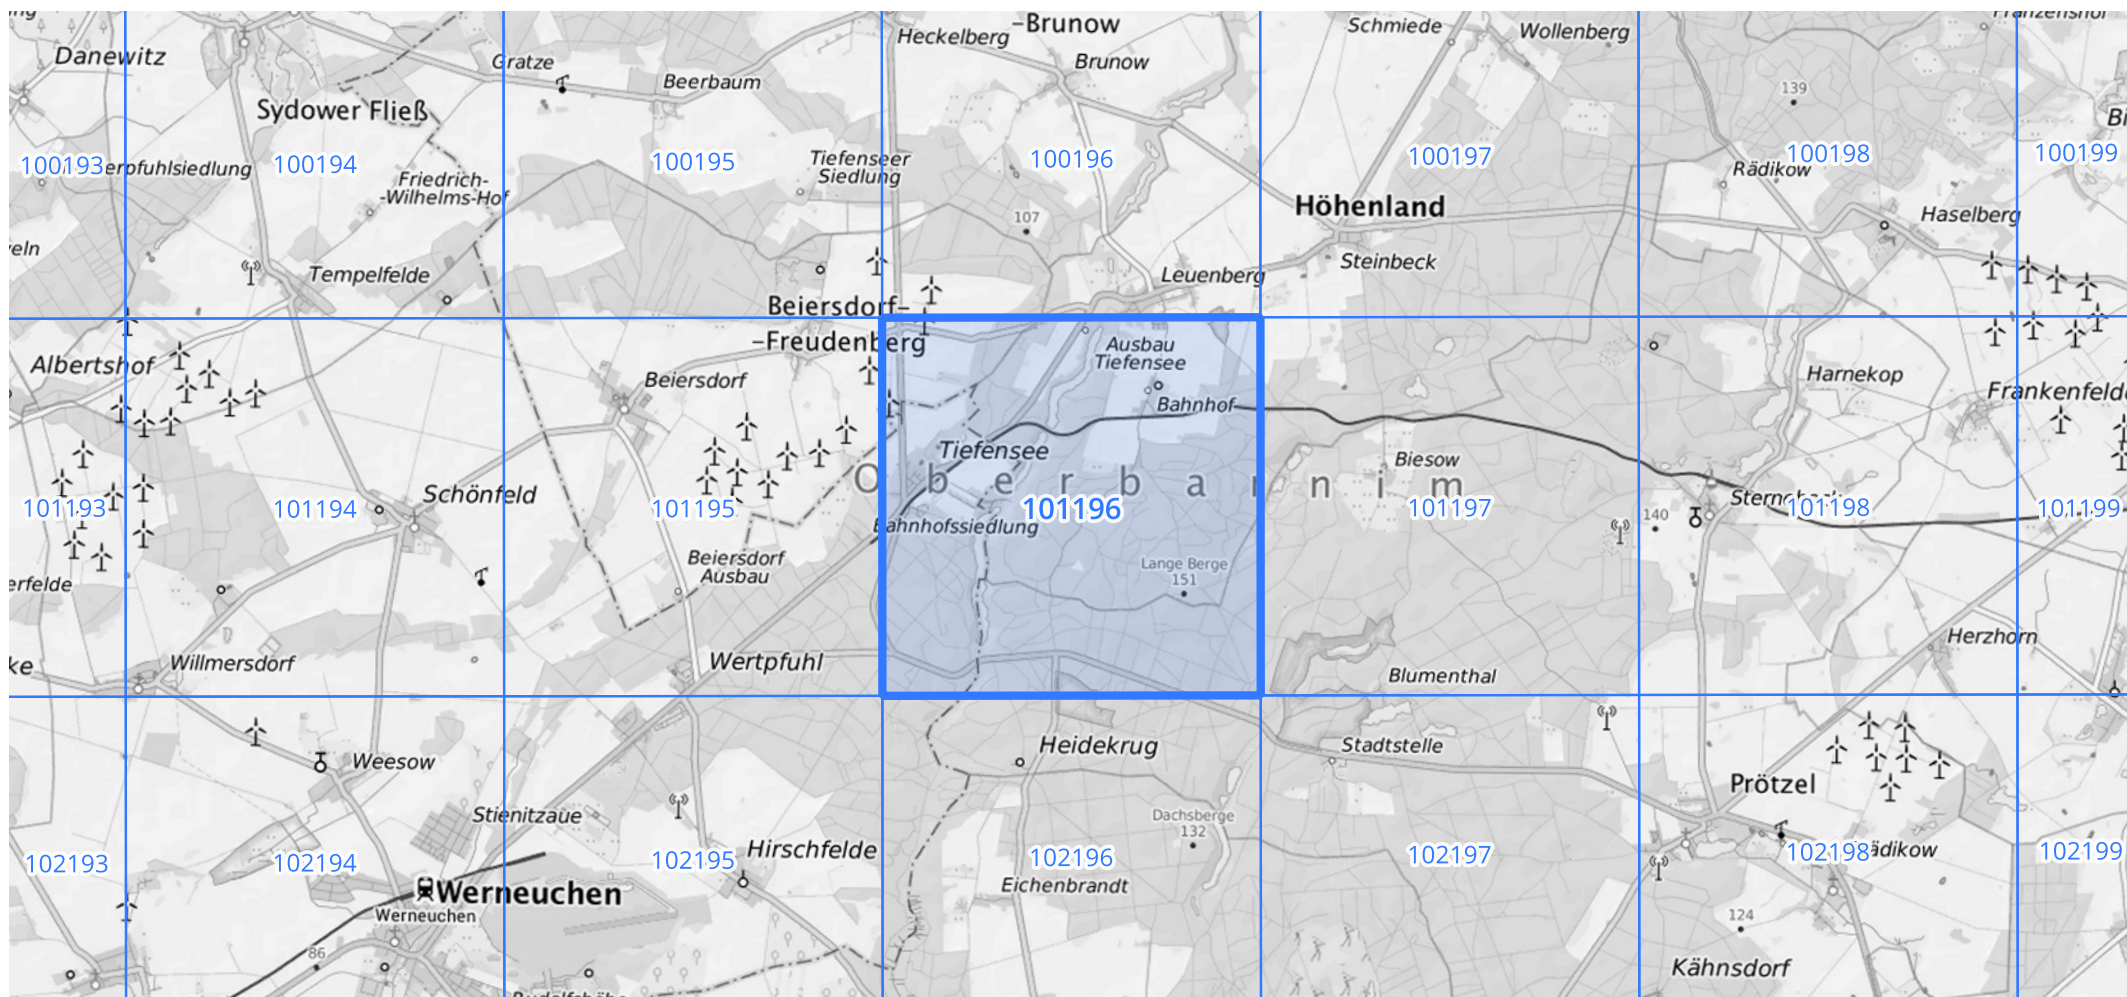 Heckelberg
-Brunow
Schmiede
Wollenberg
Danewitz
Gratze
Beerbaum
Brunow
139
Sydower Fließ
100193
erpfuhlsiedlung
100194
100195
Tiefenseer
Siedlung
100196
100197
100198
100199
Rädikow
Friedrich-
-Wilhelms-Hof
107
Höhenland
Haselberg
Tempelfelde
Leuenberg
Steinbeck
Beiersdorf-
-Freudenberg
Albertshof
Beiersdorf
Ausbau
Tiefensee
Harnekop
Frankenfelde
Bahnhof
Tiefensee
Biesow
Oberbarnim
Schönfeld
101193
101194
101195
101196
101197
101198
101199
140
Bahnhofssiedlung
Beiersdorf
Ausbau
Lange Berge
151
erfelde
Herzhorn
Willmersdorf
Wertpfuhl
Blumenthal
Weesow
Heidekrug
Stadtstelle
Prötzel
Stienitzaue
Dachsberge
132
Hirschfelde
102193
102194
102195
102196
102197
102198
ädikow
102199
Werneuchen
Werneuchen
Eichenbrandt
124
86
Kähnsdorf